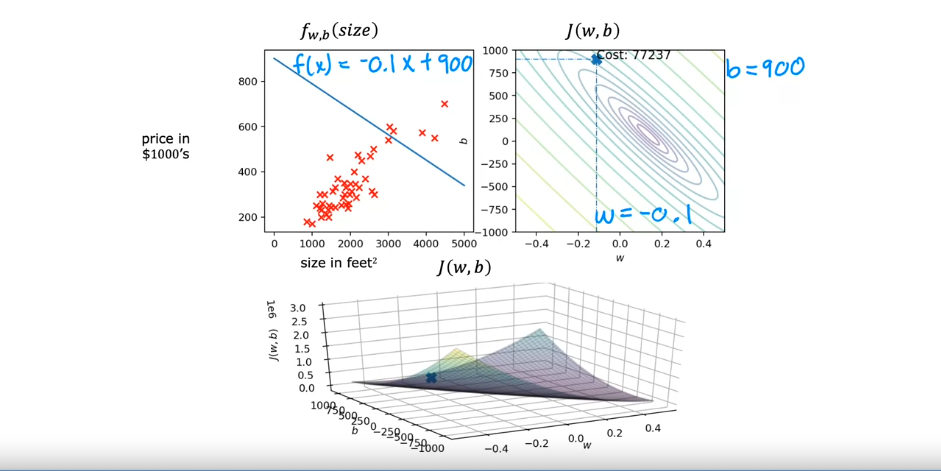 f_{w,b}(size)
J(w,b)
f(x) = -0.1x + 900
Cost: 77237
b = 900
w = -0.1
price in
$1000's
800
600
400
200
0 1000 2000 3000 4000 5000
size in feet²
1000
750
500
250
0
−250
−500
−750
−1000
b
−0.4 −0.2 0.0 0.2 0.4
w
J(w,b)
1e6
J(w, b)
3.0
2.5
2.0
1.5
1.0
0.5
0.0
1000
750
500
250
0
−250
−500
−750
−1000
b
−0.4 −0.2 0.0 0.2 0.4
w